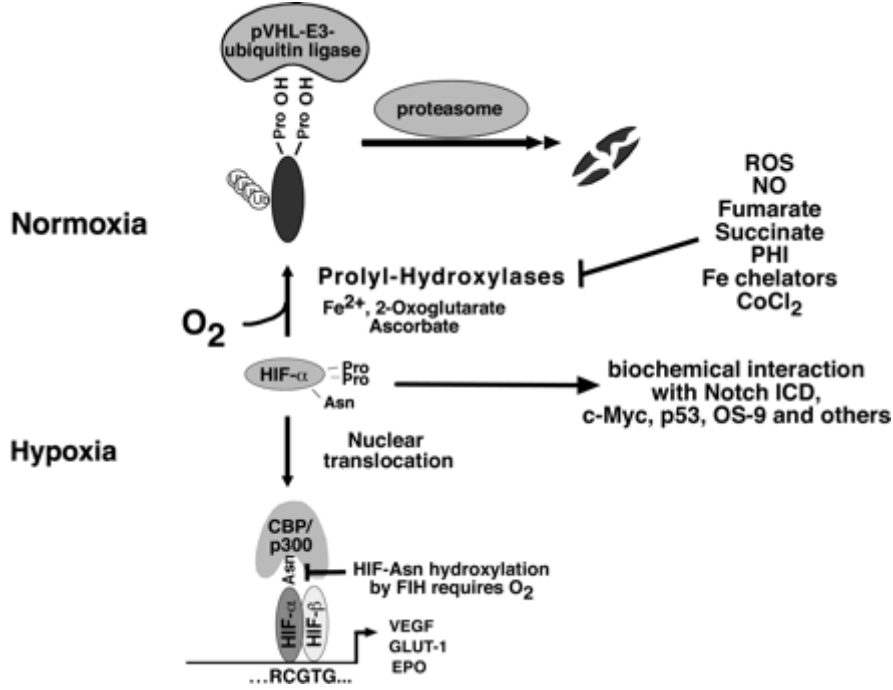 pVHL-E3-
ubiquitin ligase
Pro OH
Pro OH
proteasome
Ub
Normoxia
ROS
NO
Fumarate
Succinate
PHI
Fe chelators
CoCl2
Prolyl-Hydroxylases
Fe2+, 2-Oxoglutarate
Ascorbate
O2
HIF-α
Pro
Pro
Asn
biochemical interaction
with Notch ICD,
c-Myc, p53, OS-9 and others
Hypoxia
Nuclear
translocation
CBP/
p300
Asn
HIF-Asn hydroxylation
by FIH requires O2
HIF-α
HIF-β
VEGF
GLUT-1
EPO
...RCGTG...